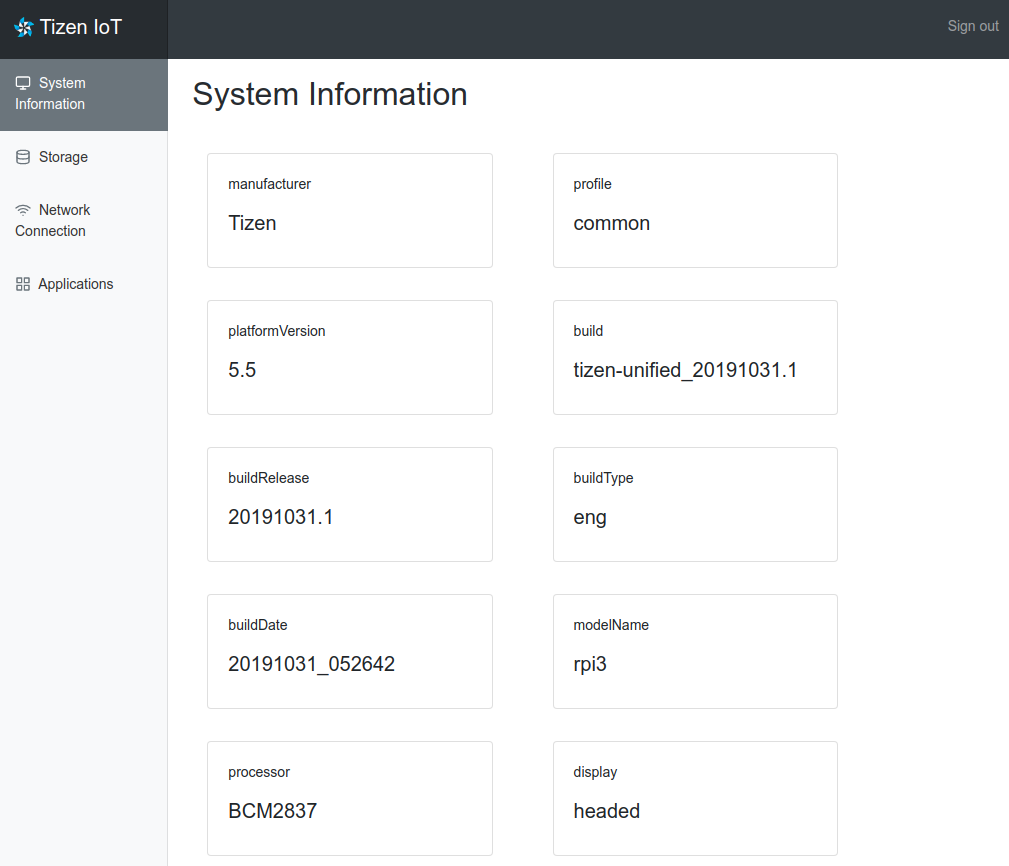 Tizen IoT
Sign out
System
Information
Storage
Network
Connection
Applications
System Information
manufacturer
Tizen
profile
common
platformVersion
5.5
build
tizen-unified_20191031.1
buildRelease
20191031.1
buildType
eng
buildDate
20191031_052642
modelName
rpi3
processor
BCM2837
display
headed